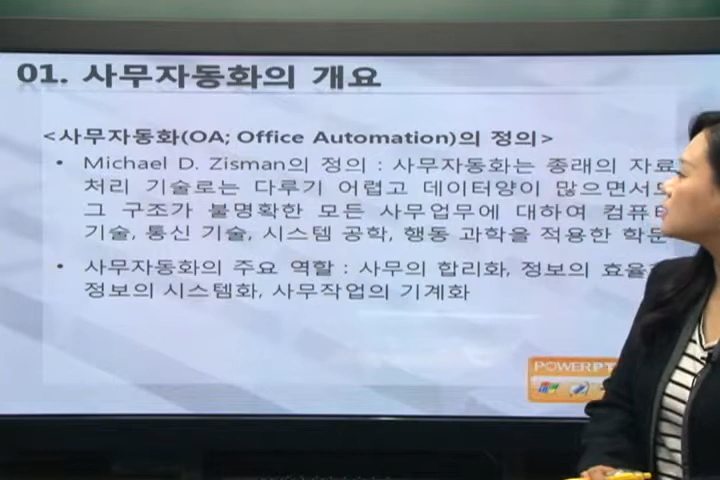 01. 사무자동화의 개요
<사무자동화(OA; Office Automation)의 정의>
• Michael D. Zisman의 정의 : 사무자동화는 종래의 자료
처리 기술로는 다루기 어렵고 데이터양이 많으면서도
그 구조가 불명확한 모든 사무업무에 대하여 컴퓨터
기술, 통신 기술, 시스템 공학, 행동 과학을 적용한 학문
• 사무자동화의 주요 역할 : 사무의 합리화, 정보의
정보의 시스템화, 사무작업의 기계화